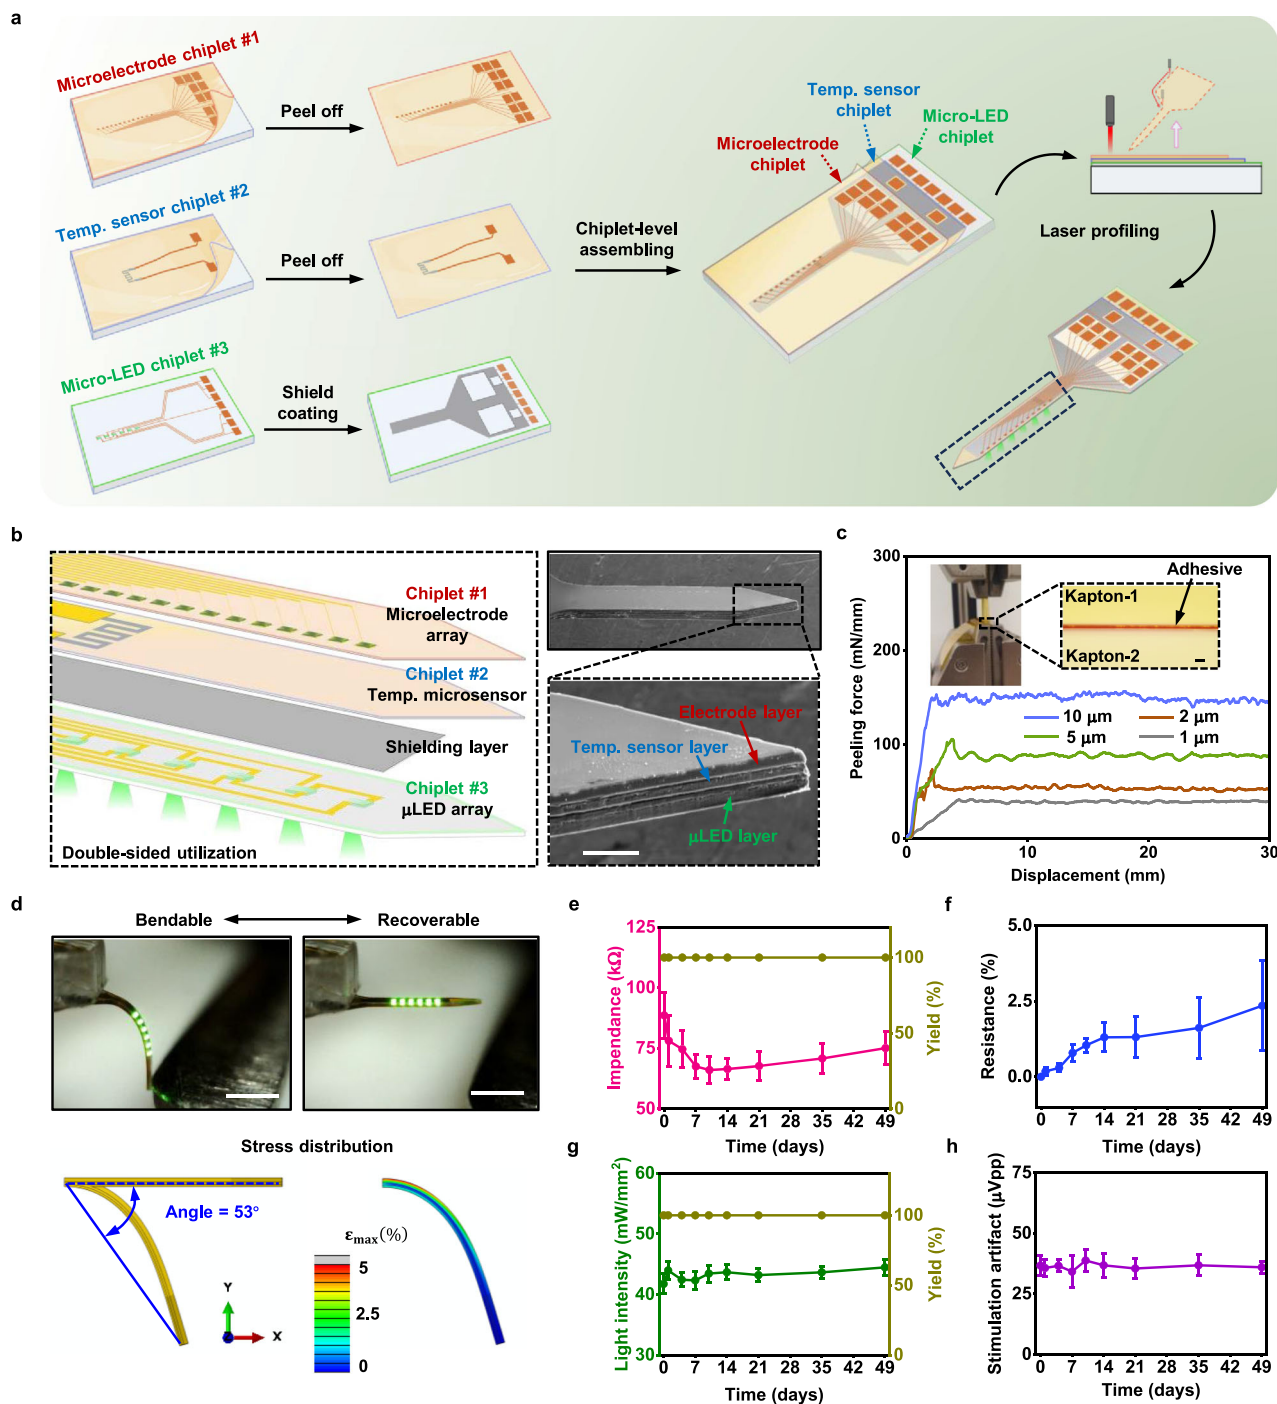 a
Microelectrode chiplet #1
Peel off
Temp. sensor chiplet #2
Peel off
Micro-LED chiplet #3
Shield
coating
Chiplet-level
assembling
Temp. sensor
chiplet
Micro-LED
chiplet
Microelectrode
chiplet
Laser profiling
b
Chiplet #1
Microelectrode
array
Chiplet #2
Temp. microsensor
Shielding layer
Chiplet #3
μLED array
Double-sided utilization
Electrode layer
Temp. sensor layer
μLED layer
c
300
200
100
0
Peeling force (mN/mm)
Adhesive
Kapton-1
Kapton-2
10 μm
2 μm
5 μm
1 μm
0
10
20
30
Displacement (mm)
d
Bendable
Recoverable
Stress distribution
Angle = 53°
Y
X
εmax(%)
5
2.5
0
e
125
100
75
50
Impendance (kΩ)
100
50
0
Yield (%)
0 7 14 21 28 35 42 49
Time (days)
f
5.0
2.5
0.0
Resistance (%)
0 7 14 21 28 35 42 49
Time (days)
g
60
50
40
30
Light intensity (mW/mm²)
100
50
0
Yield (%)
0 7 14 21 28 35 42 49
Time (days)
h
75
50
25
0
Stimulation artifact (μVpp)
0 7 14 21 28 35 42 49
Time (days)